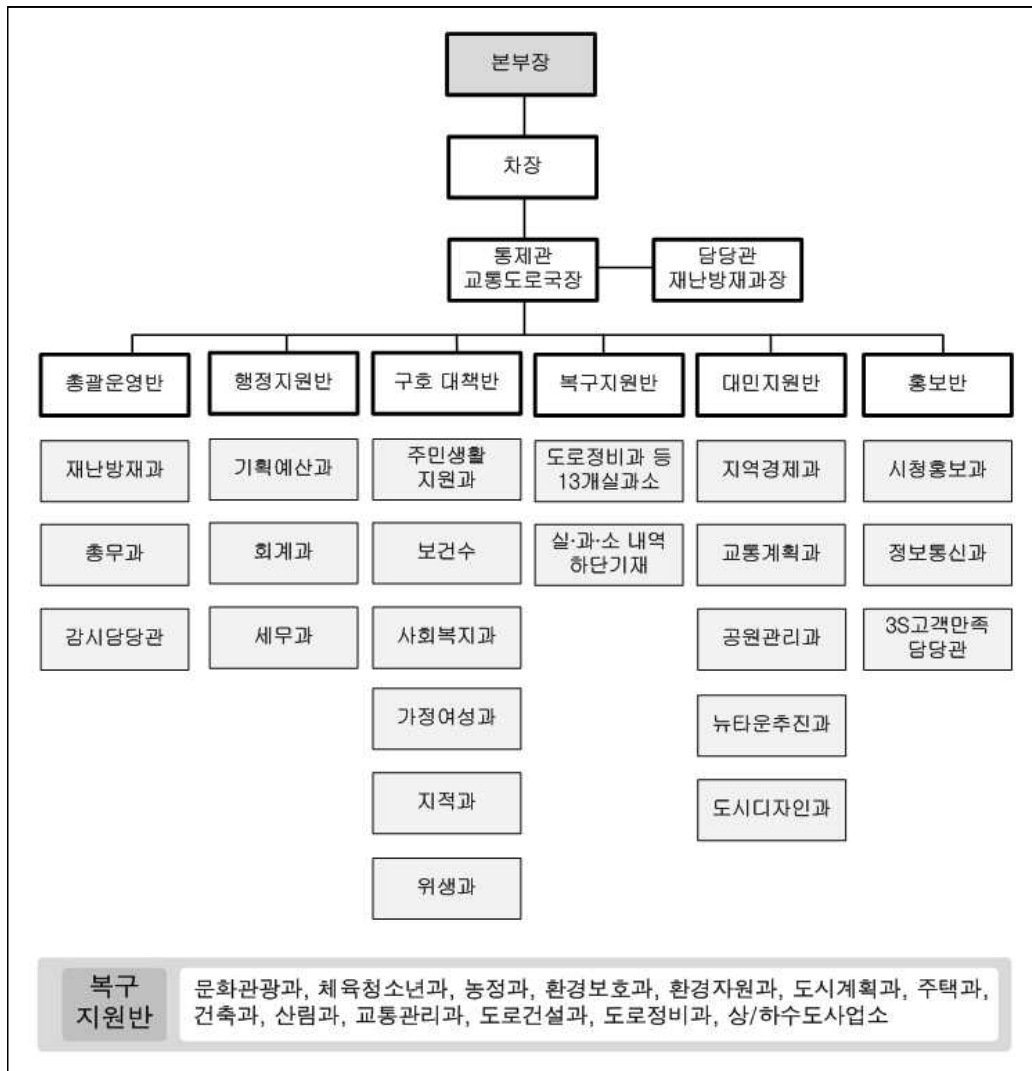 본부장
차장
통제관
교통도로국장
담당관
재난방재과장
총괄운영반
행정지원반
구호 대책반
복구지원반
대민지원반
홍보반
재난방재과
기획예산과
주민생활
지원과
도로정비과 등
13개실과소
지역경제과
시청홍보과
총무과
회계과
보건수
실·과·소 내역
하단기재
교통계획과
정보통신과
감시담당관
세무과
사회복지과
공원관리과
3S고객만족
담당관
가정여성과
뉴타운추진과
지적과
도시디자인과
위생과
복구
지원반
문화관광과, 체육청소년과, 농정과, 환경보호과, 환경자원과, 도시계획과, 주택과,
건축과, 산림과, 교통관리과, 도로건설과, 도로정비과, 상/하수도사업소